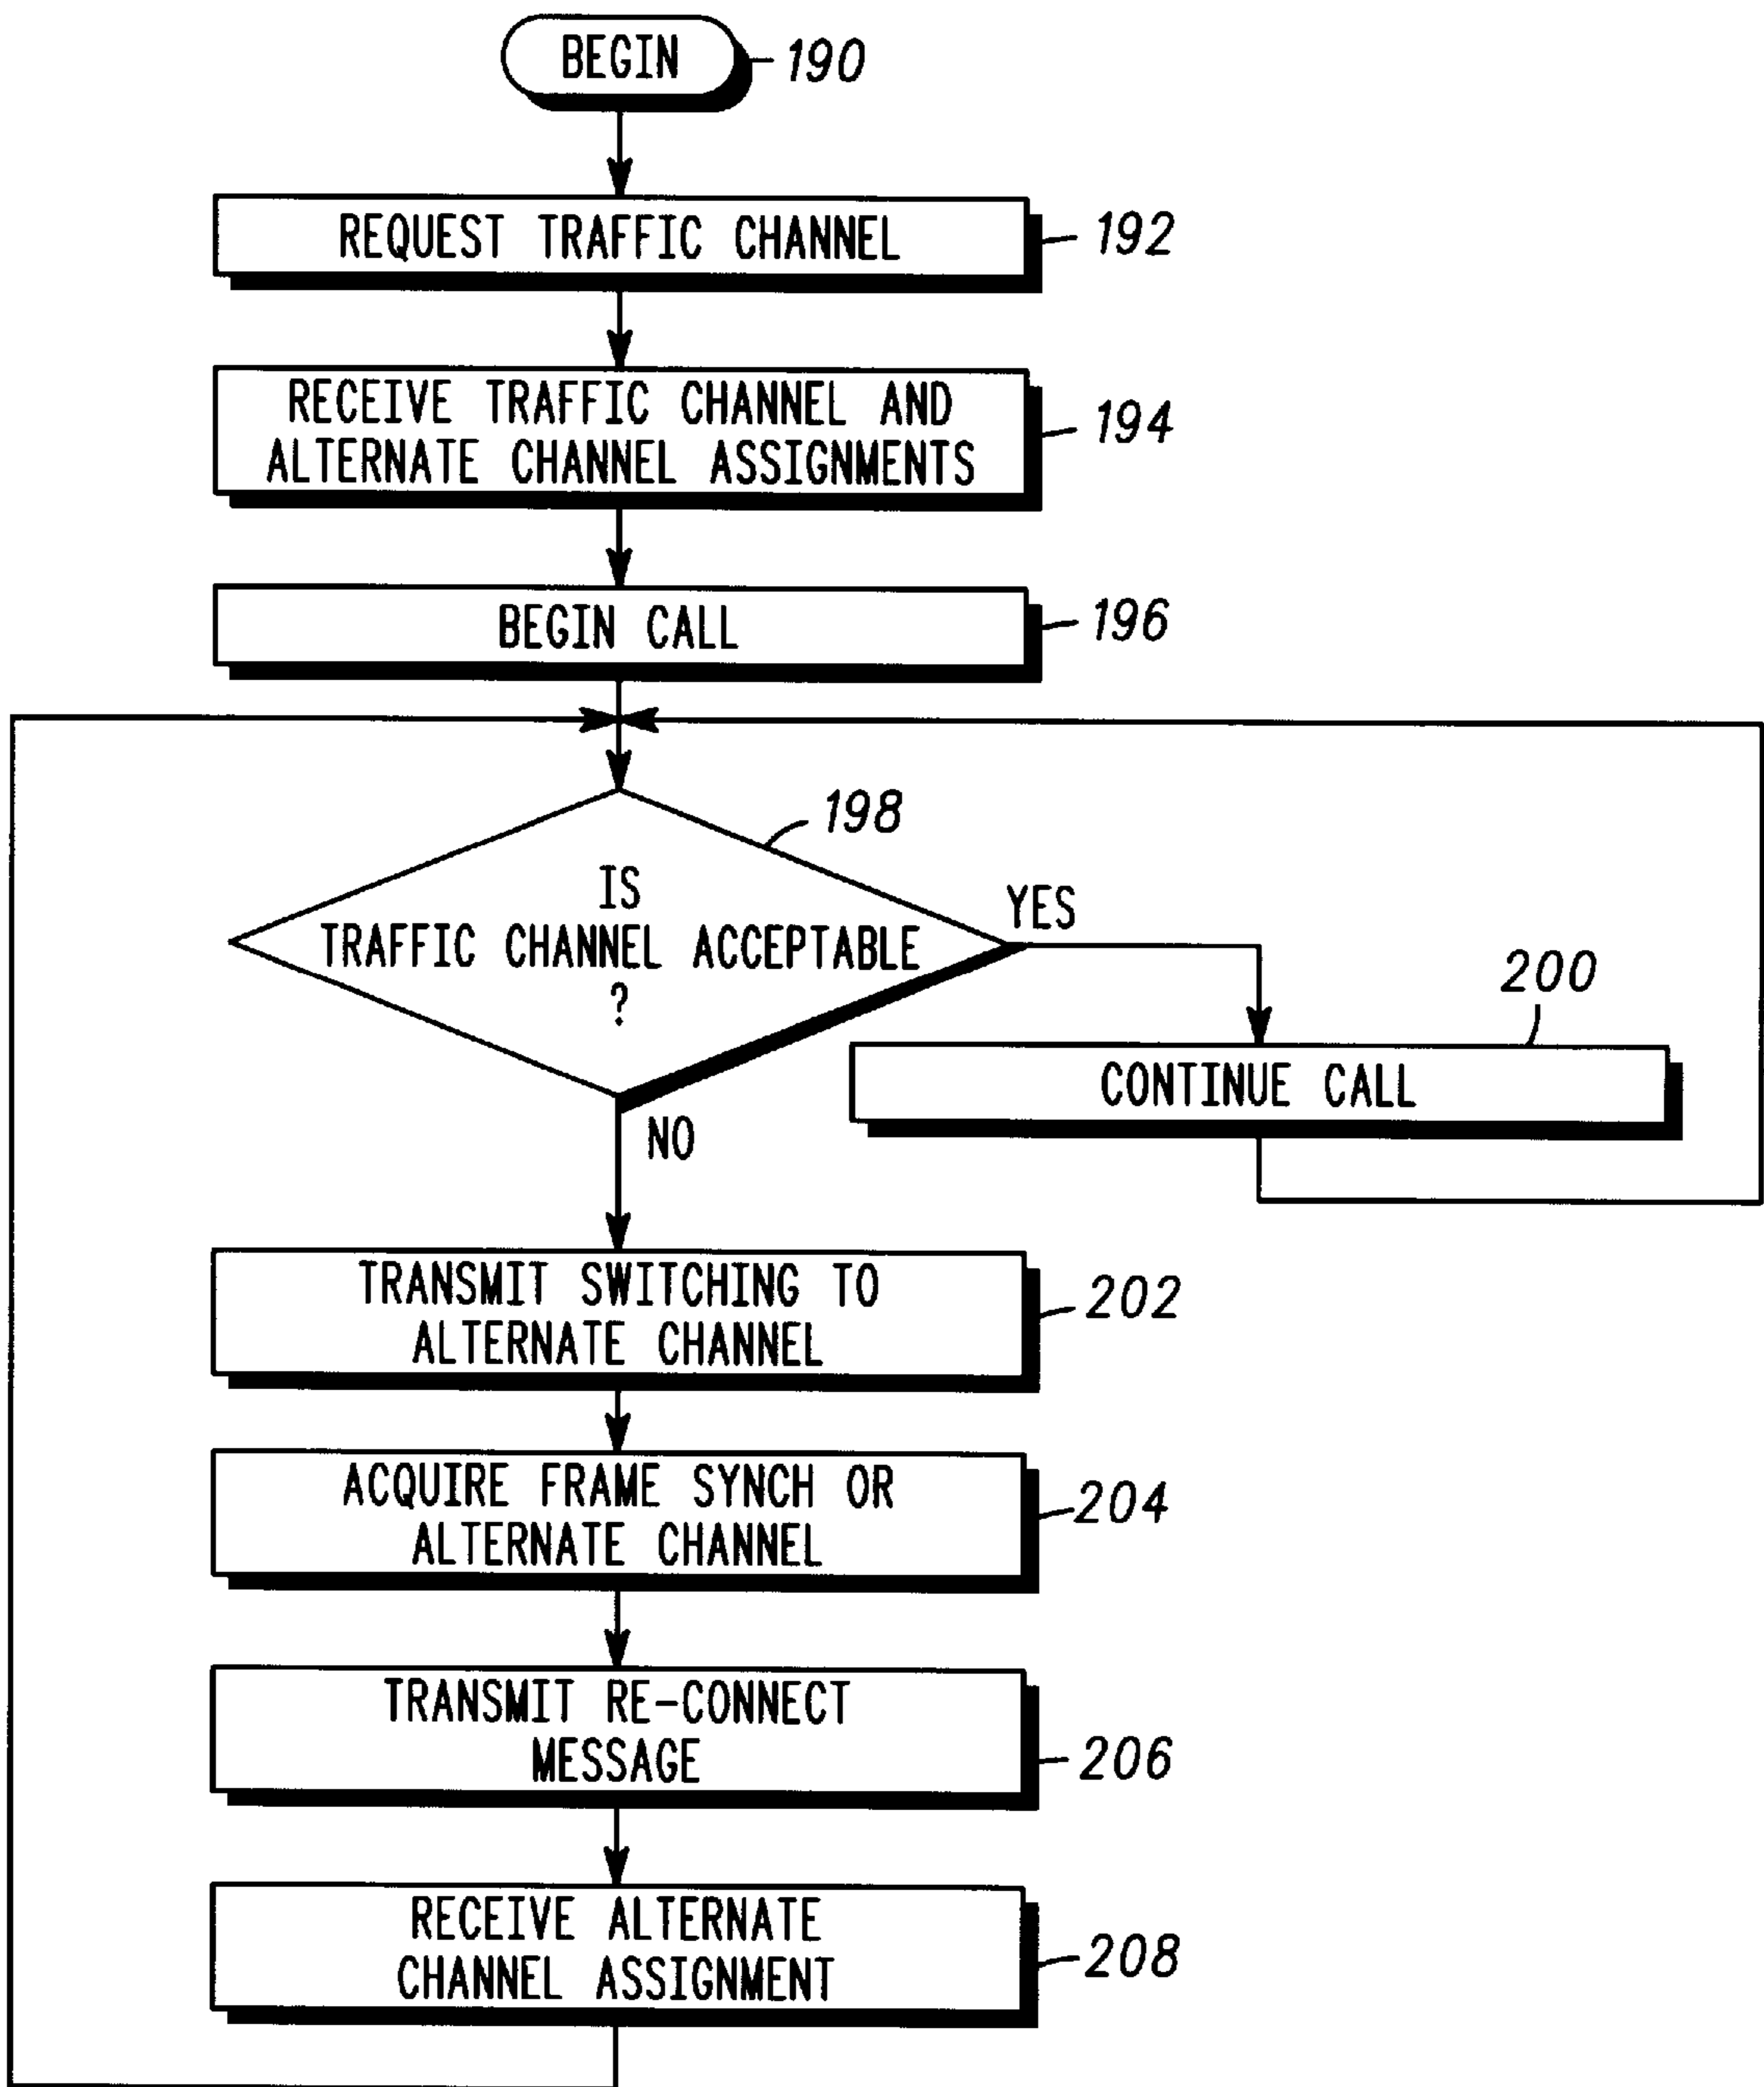 BEGIN
190
REQUEST TRAFFIC CHANNEL
192
RECEIVE TRAFFIC CHANNEL AND
ALTERNATE CHANNEL ASSIGNMENTS
194
BEGIN CALL
196
198
IS
TRAFFIC CHANNEL ACCEPTABLE
?
YES
200
CONTINUE CALL
NO
TRANSMIT SWITCHING TO
ALTERNATE CHANNEL
202
ACQUIRE FRAME SYNCH OR
ALTERNATE CHANNEL
204
TRANSMIT RE-CONNECT
MESSAGE
206
RECEIVE ALTERNATE
CHANNEL ASSIGNMENT
208